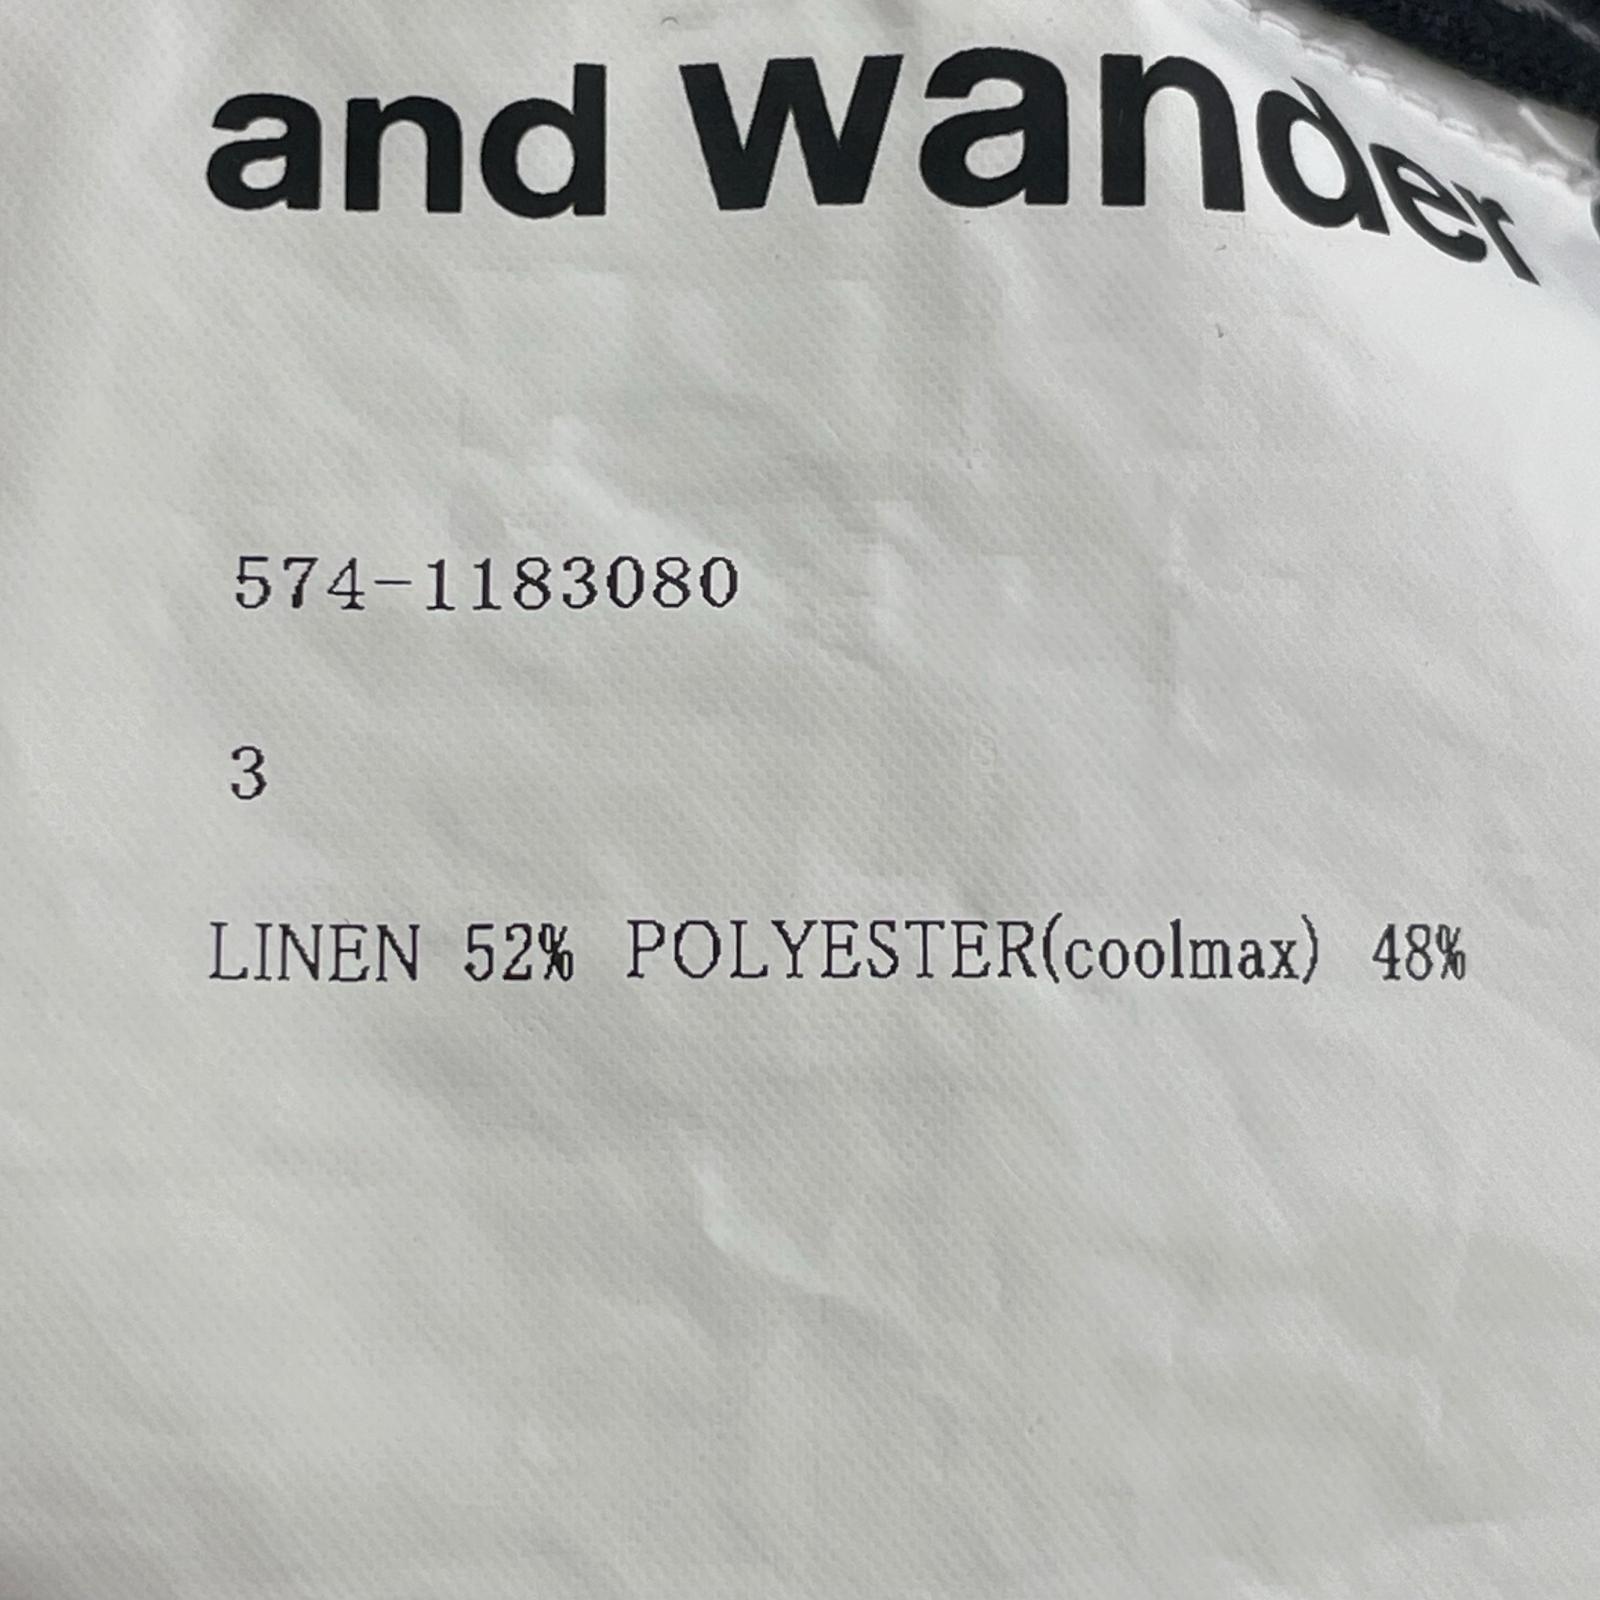 and wander
574-1183080
3
LINEN 52% POLYESTER(coolmax) 48%